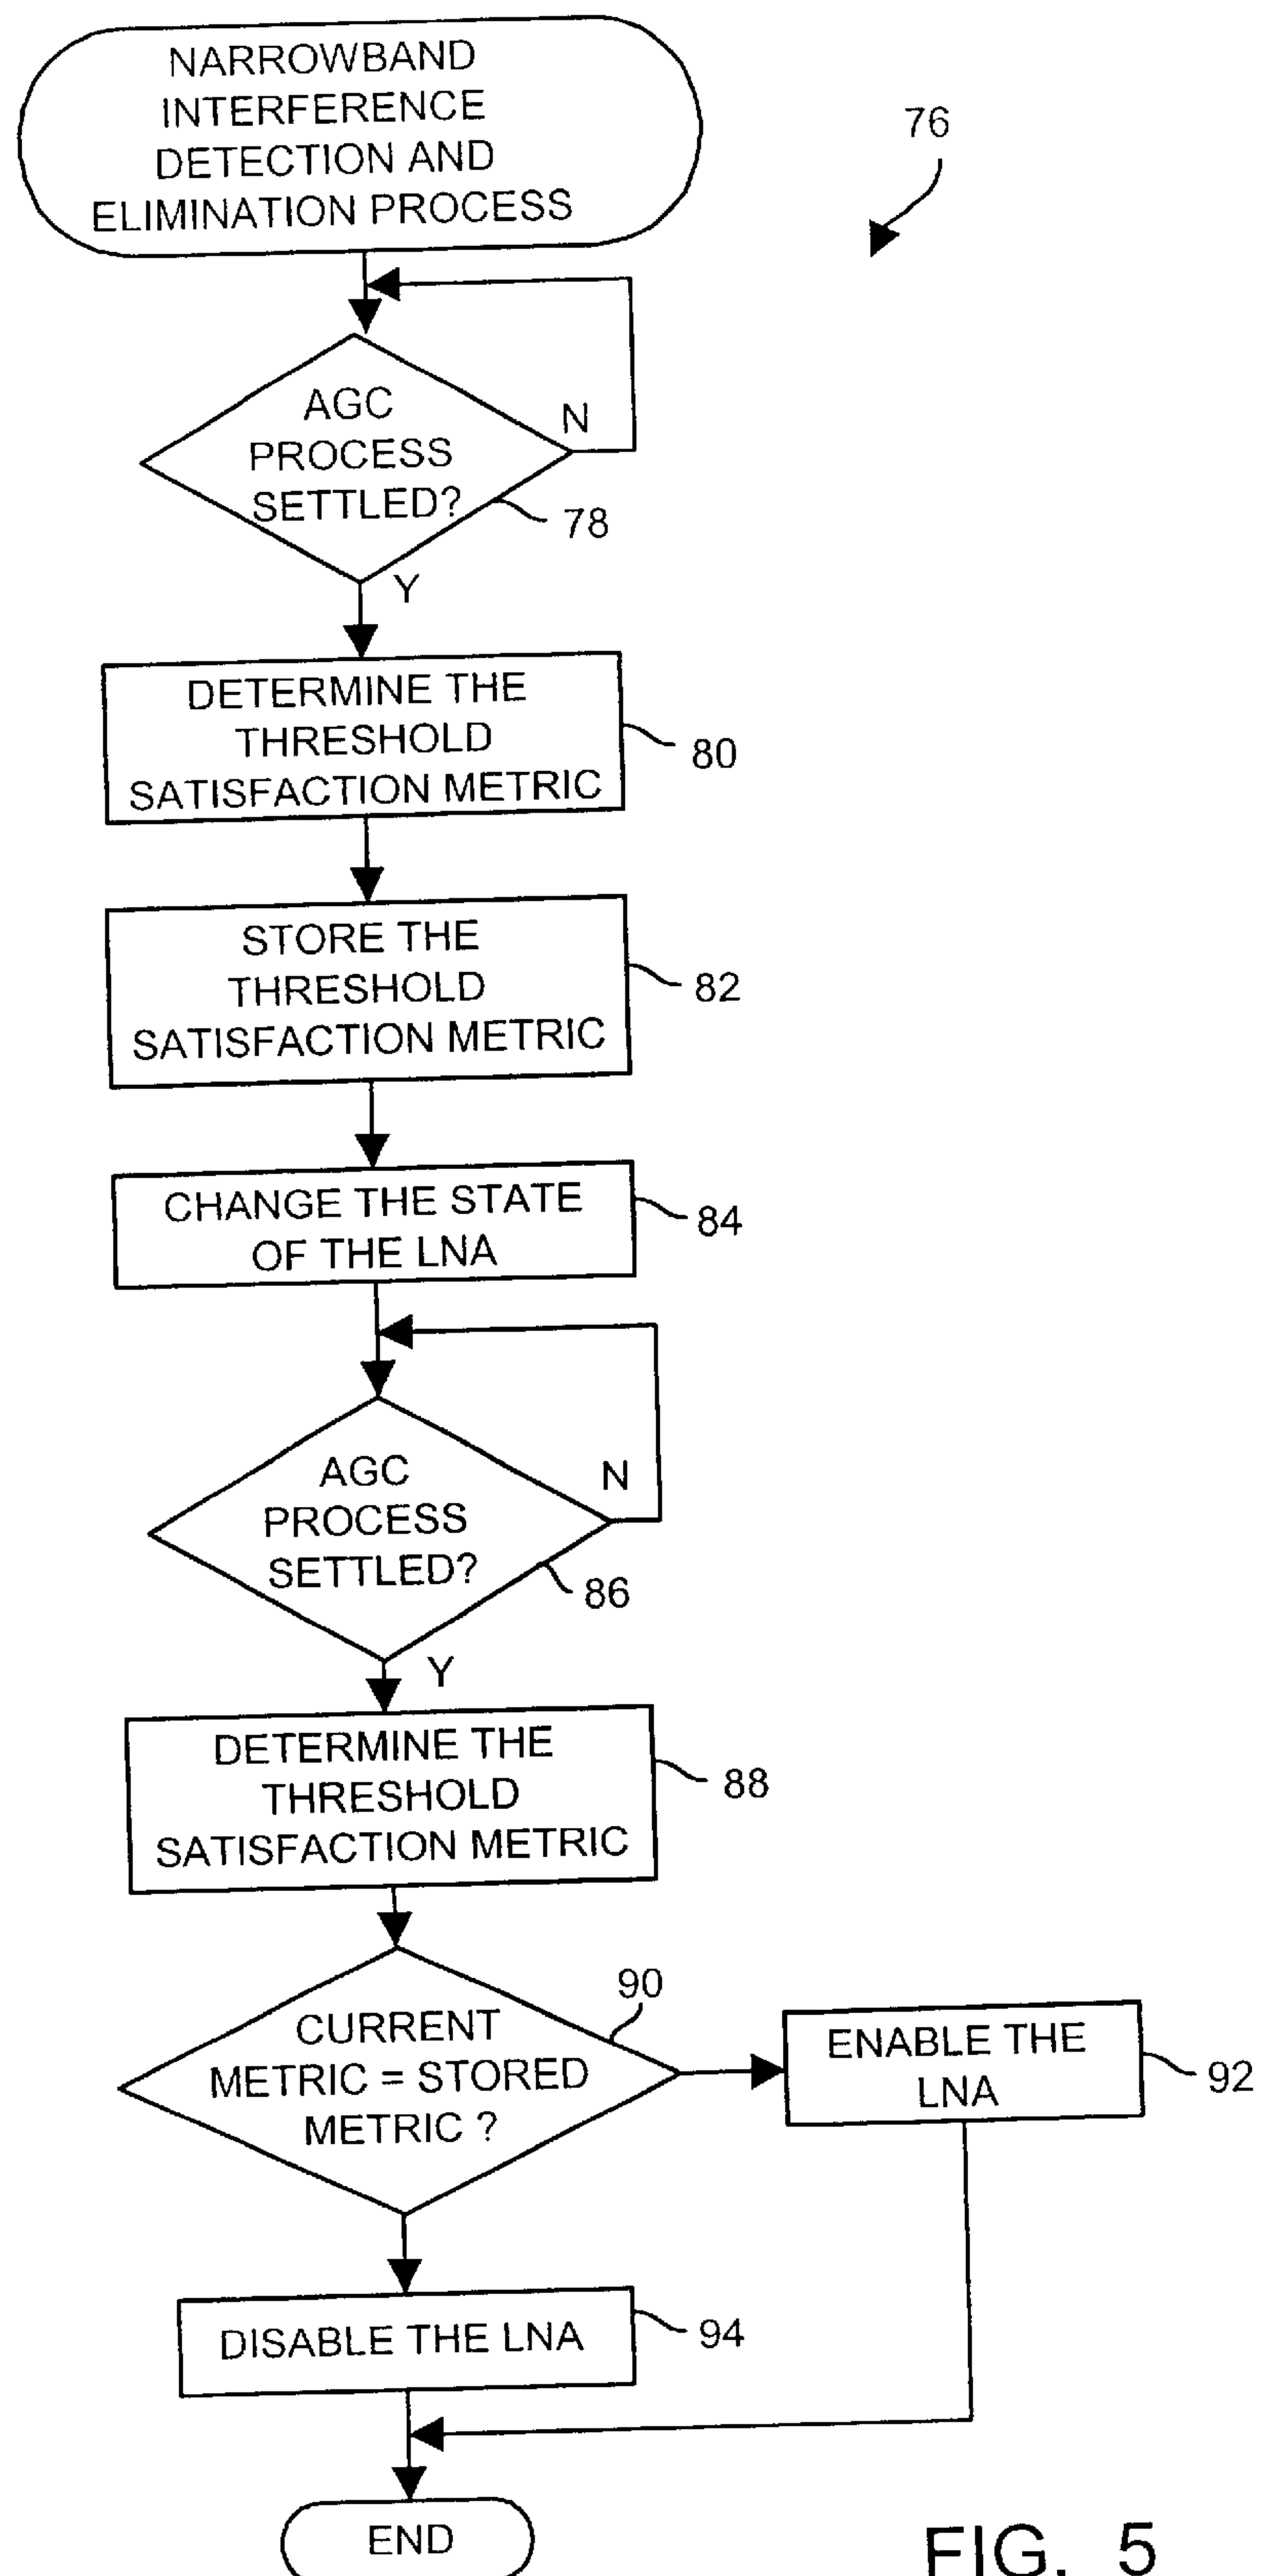 NARROWBAND
INTERFERENCE
DETECTION AND
ELIMINATION PROCESS
76
AGC
PROCESS
SETTLED?
N
78
Y
DETERMINE THE
THRESHOLD
SATISFACTION METRIC
80
STORE THE
THRESHOLD
SATISFACTION METRIC
82
CHANGE THE STATE
OF THE LNA
84
AGC
PROCESS
SETTLED?
N
86
Y
DETERMINE THE
THRESHOLD
SATISFACTION METRIC
88
CURRENT
METRIC = STORED
METRIC ?
90
ENABLE THE
LNA
92
DISABLE THE LNA
94
END
FIG. 5